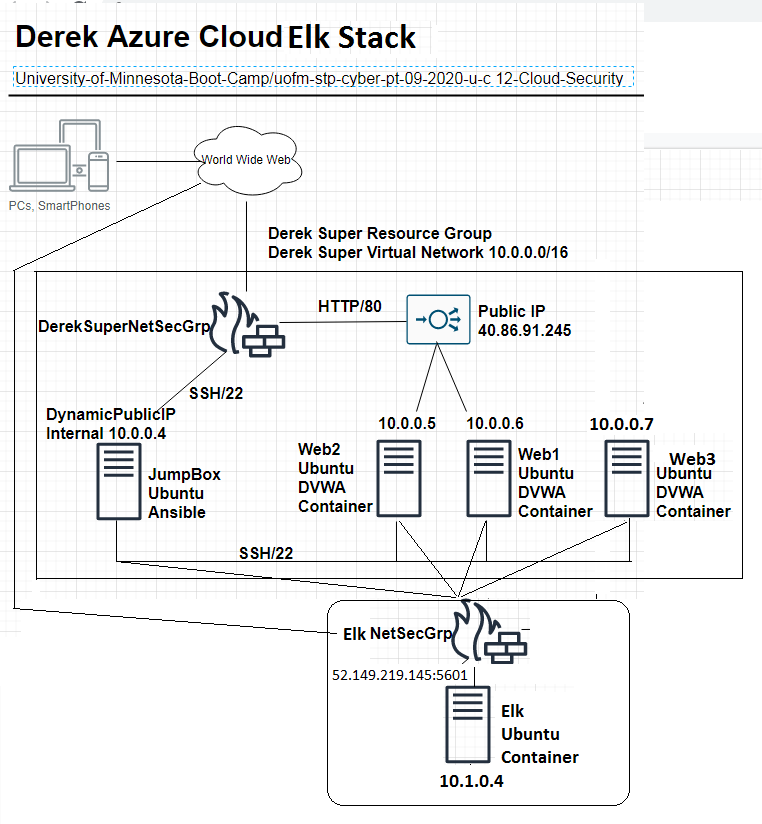 Derek Azure Cloud Elk Stack
University-of-Minnesota-Boot-Camp/uofm-stp-cyber-pt-09-2020-u-c 12-Cloud-Security
World Wide Web
PCs, SmartPhones
Derek Super Resource Group
Derek Super Virtual Network 10.0.0.0/16
DerekSuperNetSecGrp
HTTP/80
Public IP
40.86.91.245
SSH/22
DynamicPublicIP
Internal 10.0.0.4
JumpBox
Ubuntu
Ansible
10.0.0.5
Web2
Ubuntu
DVWA
Container
10.0.0.6
Web1
Ubuntu
DVWA
Container
10.0.0.7
Web3
Ubuntu
DVWA
Container
SSH/22
Elk NetSecGrp
52.149.219.145:5601
Elk
Ubuntu
Container
10.1.0.4